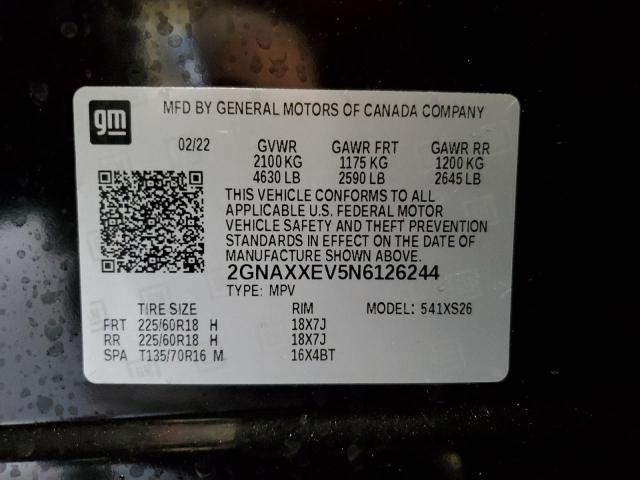 gm
MFD BY GENERAL MOTORS OF CANADA COMPANY
02/22 GVWR GAWR FRT GAWR RR
2100 KG 1175 KG 1200 KG
4630 LB 2590 LB 2645 LB
THIS VEHICLE CONFORMS TO ALL
APPLICABLE U.S. FEDERAL MOTOR
VEHICLE SAFETY AND THEFT PREVENTION
STANDARDS IN EFFECT ON THE DATE OF
MANUFACTURE SHOWN ABOVE.
2GNAXXEV5N6126244
TYPE: MPV
TIRE SIZE RIM MODEL: 541XS26
FRT 225/60R18 H 18X7J
RR 225/60R18 H 18X7J
SPA T135/70R16 M 16X4BT